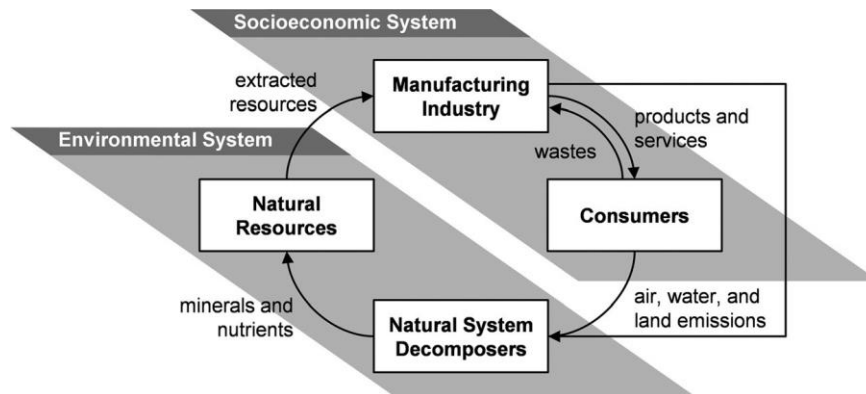 Socioeconomic System
extracted
resources
Manufacturing
Industry
products and
services
wastes
Environmental System
Natural
Resources
Consumers
minerals and
nutrients
Natural System
Decomposers
air, water, and
land emissions